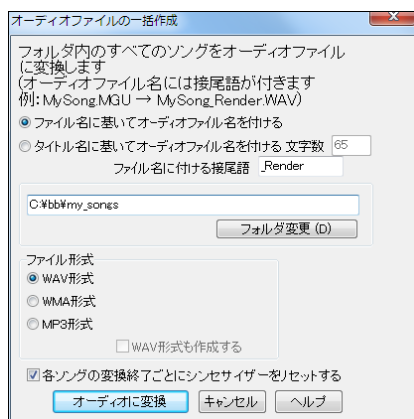 オーディオファイルの一括作成
フォルダ内のすべてのソングをオーディオファイル
に変換します
(オーディオファイル名には接尾語が付きます
例: MySong.MGU → MySong_Render.WAV)
ファイル名に基いてオーディオファイル名を付ける
タイトル名に基いてオーディオファイル名を付ける 文字数 65
ファイル名に付ける接尾語 _Render
C:¥bb¥my_songs
フォルダ変更 (D)
ファイル形式
WAV形式
WMA形式
MP3形式
WAV形式も作成する
各ソングの変換終了ごとにシンセサイザーをリセットする
オーディオに変換 キャンセル ヘルプ